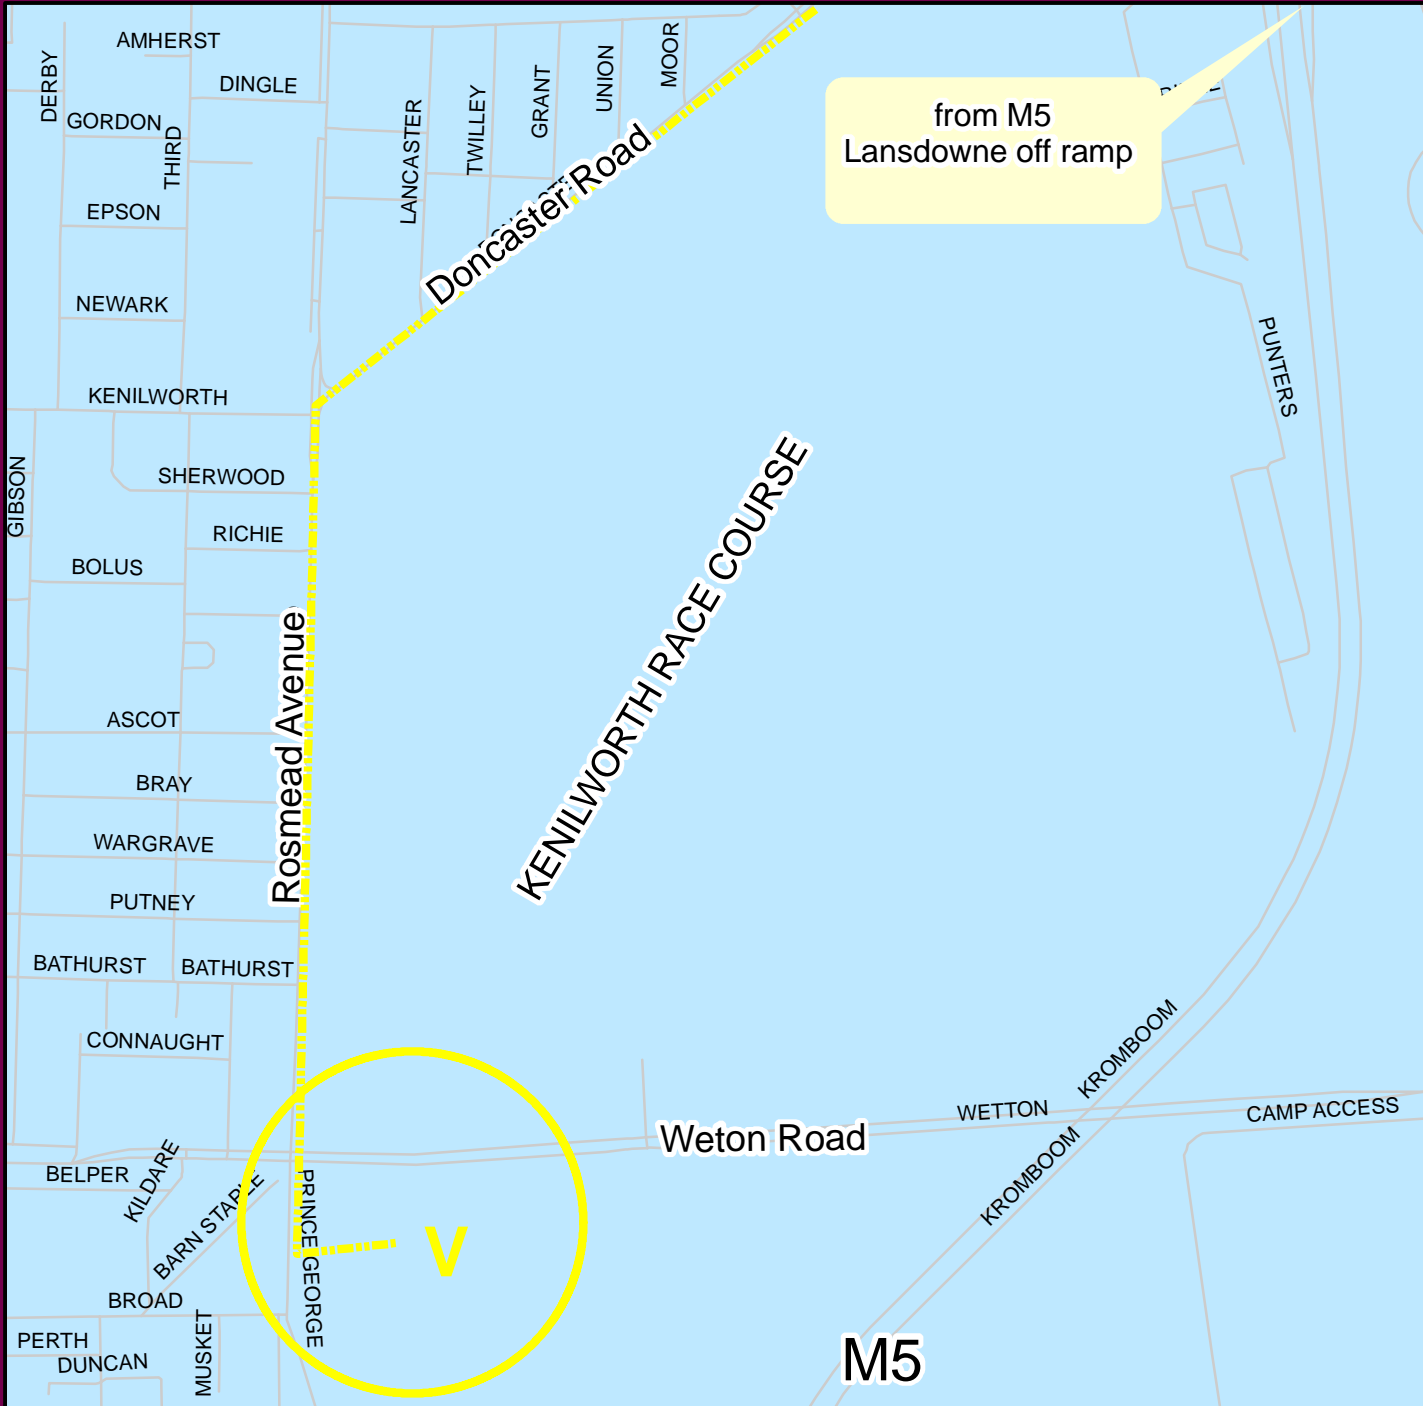 AMHERST
DERBY
DINGLE
GORDON
THIRD
EPSON
NEWARK
KENILWORTH
LANCASTER
TWILLEY
GRANT
UNION
MOOR
Doncaster Road
from M5
Lansdowne off ramp
PUNTERS
GIBSON
SHERWOOD
RICHIE
BOLUS
Rosmead Avenue
KENILWORTH RACE COURSE
ASCOT
BRAY
WARGRAVE
PUTNEY
BATHURST
BATHURST
CONNAUGHT
KROMBOOM
WETTON
CAMP ACCESS
Weton Road
BELPER
KILDARE
BARN STAPLE
PRINCE GEORGE
V
KROMBOOM
BROAD
PERTH
DUNCAN
MUSKET
M5